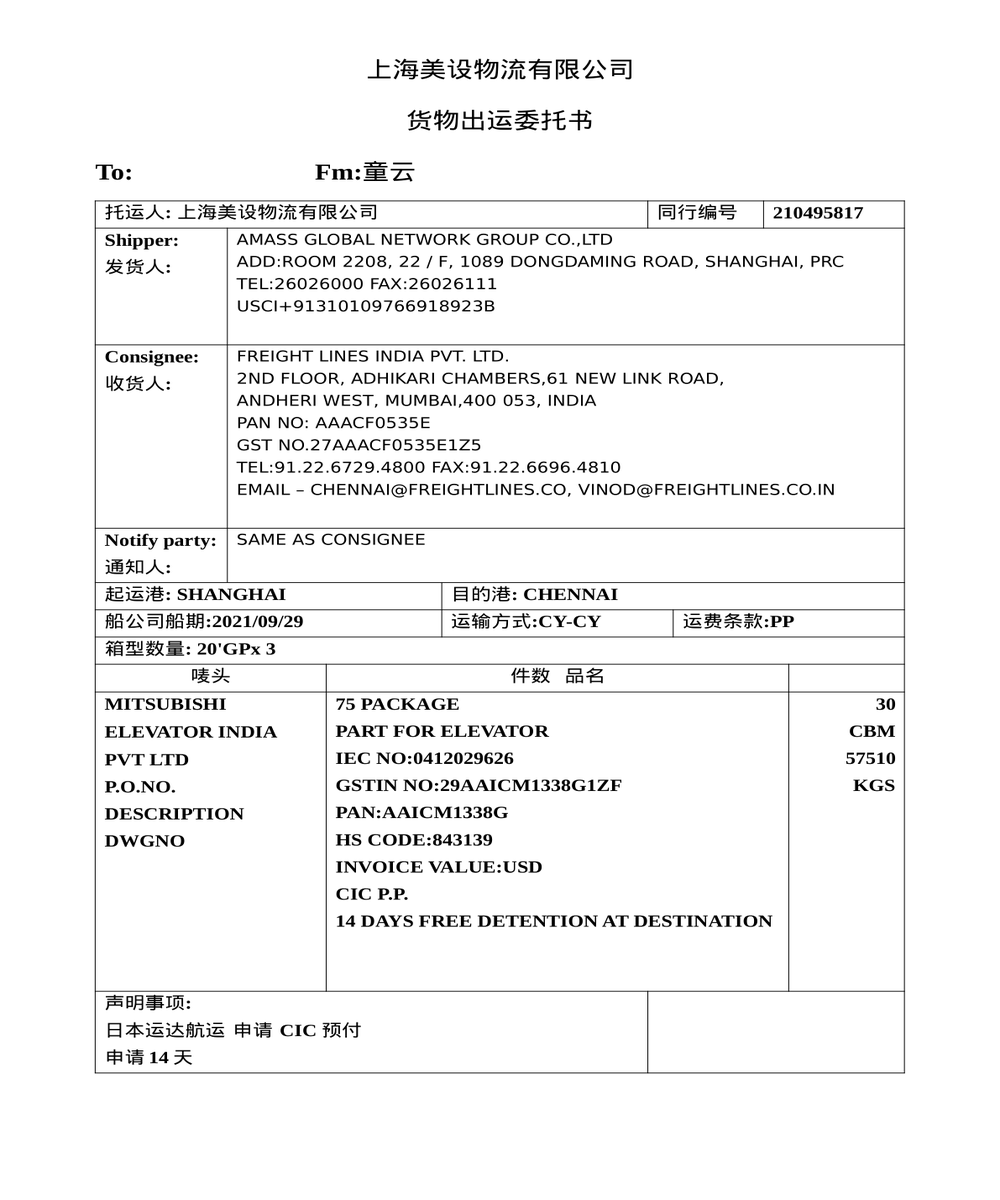 上海美设物流有限公司
货物出运委托书
To: Fm:童云
托运人: 上海美设物流有限公司 同行编号 210495817
Shipper:
发货人:
AMASS GLOBAL NETWORK GROUP CO.,LTD
ADD:ROOM 2208, 22 / F, 1089 DONGDAMING ROAD, SHANGHAI, PRC
TEL:26026000 FAX:26026111
USCI+91310109766918923B
Consignee:
收货人:
FREIGHT LINES INDIA PVT. LTD.
2ND FLOOR, ADHIKARI CHAMBERS,61 NEW LINK ROAD,
ANDHERI WEST, MUMBAI,400 053, INDIA
PAN NO: AAACF0535E
GST NO.27AAACF0535E1Z5
TEL:91.22.6729.4800 FAX:91.22.6696.4810
EMAIL – CHENNAI@FREIGHTLINES.CO, VINOD@FREIGHTLINES.CO.IN
Notify party:
通知人:
SAME AS CONSIGNEE
起运港: SHANGHAI 目的港: CHENNAI
船公司船期:2021/09/29 运输方式:CY-CY 运费条款:PP
箱型数量: 20'GPx 3
唛头 件数 品名
MITSUBISHI
ELEVATOR INDIA
PVT LTD
P.O.NO.
DESCRIPTION
DWGNO
75 PACKAGE
PART FOR ELEVATOR
IEC NO:0412029626
GSTIN NO:29AAICM1338G1ZF
PAN:AAICM1338G
HS CODE:843139
INVOICE VALUE:USD
CIC P.P.
14 DAYS FREE DETENTION AT DESTINATION
30
CBM
57510
KGS
声明事项:
日本运达航运 申请 CIC 预付
申请 14 天